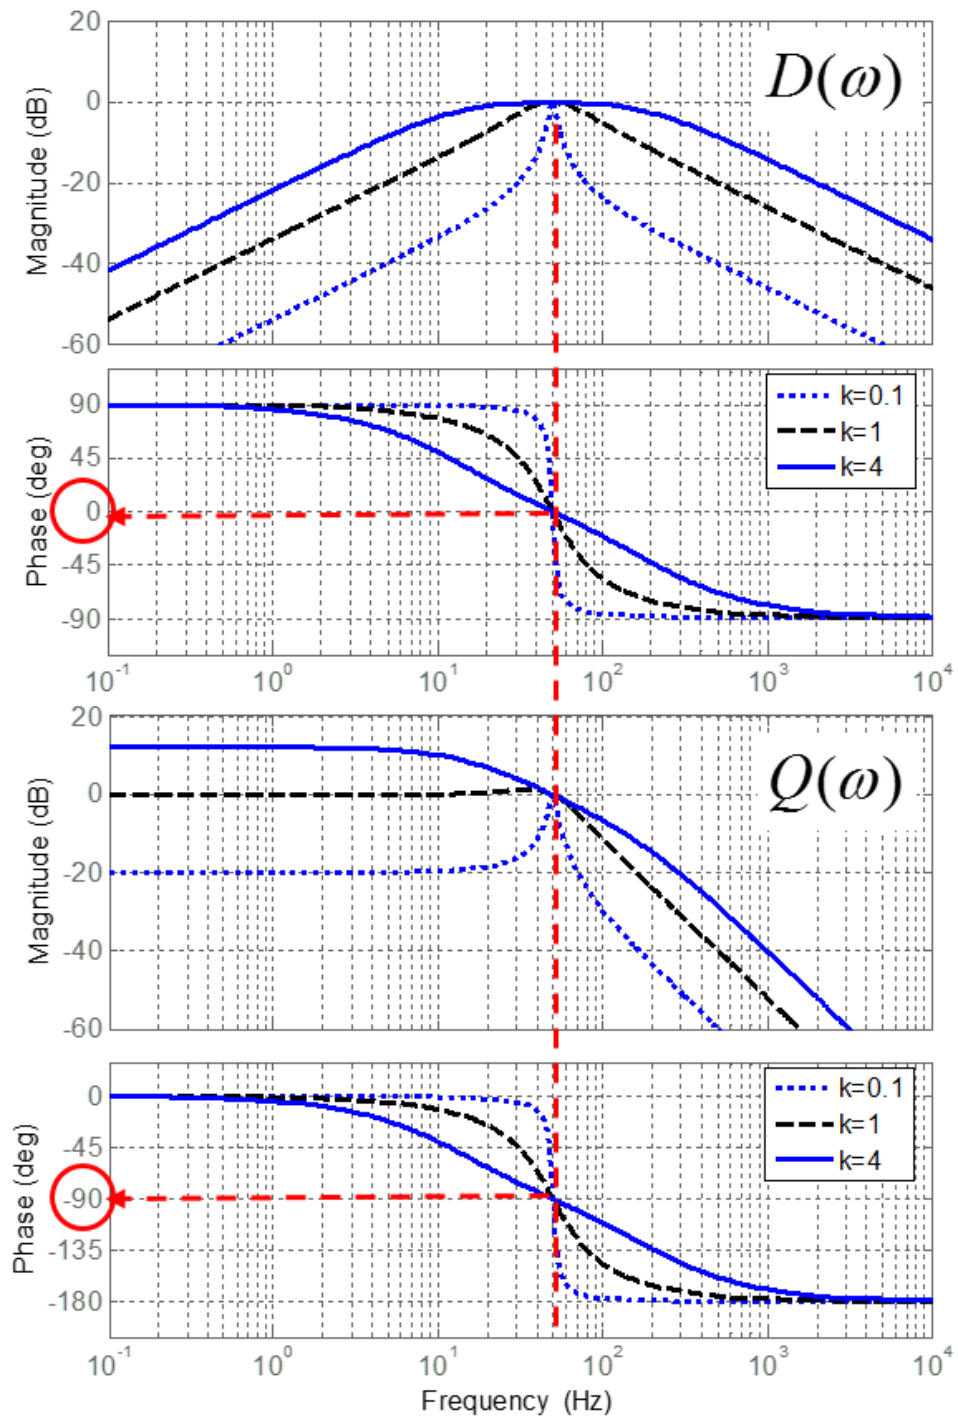 20
0
-20
-40
-60
Magnitude (dB)
D(ω)
90
45
0
-45
-90
Phase (deg)
k=0.1
k=1
k=4
10⁻¹ 10⁰ 10¹ 10² 10³ 10⁴
20
0
-20
-40
-60
Magnitude (dB)
Q(ω)
0
-45
-90
-135
-180
Phase (deg)
k=0.1
k=1
k=4
10⁻¹ 10⁰ 10¹ 10² 10³ 10⁴
Frequency (Hz)